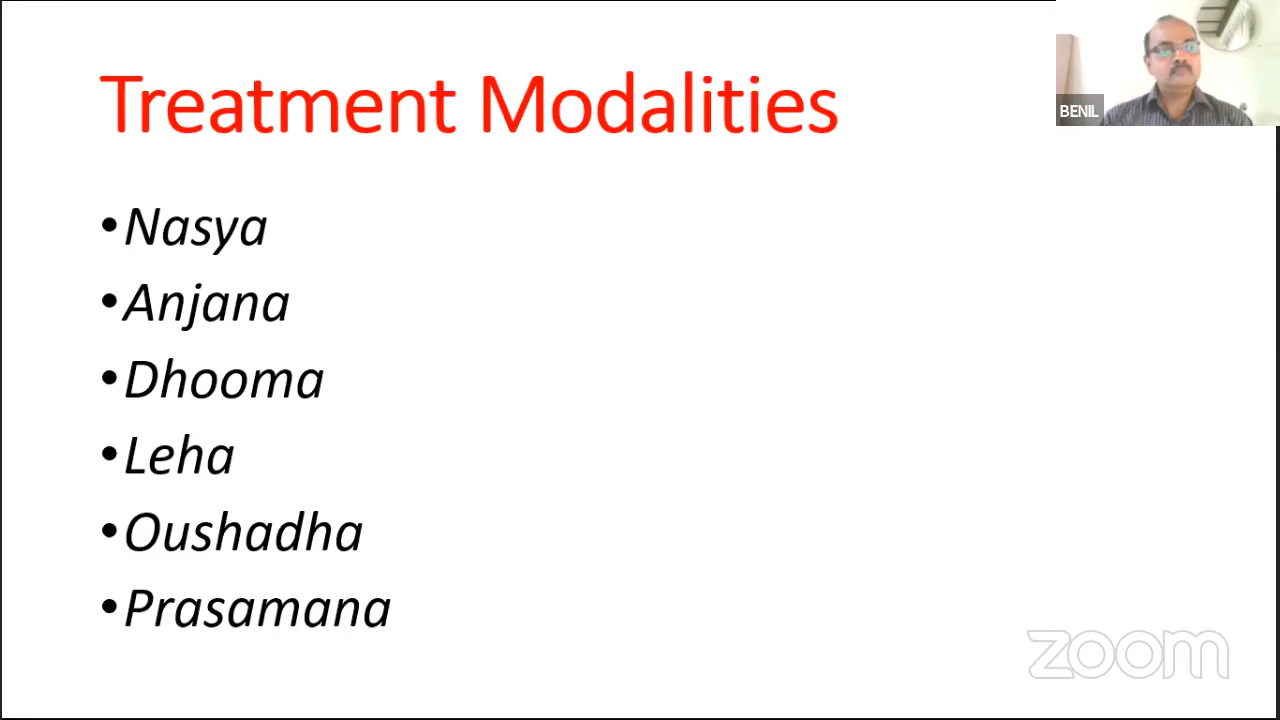 Treatment Modalities
BENIL
•Nasya
•Anjana
•Dhooma
•Leha
•Oushadha
•Prasamana
zoom